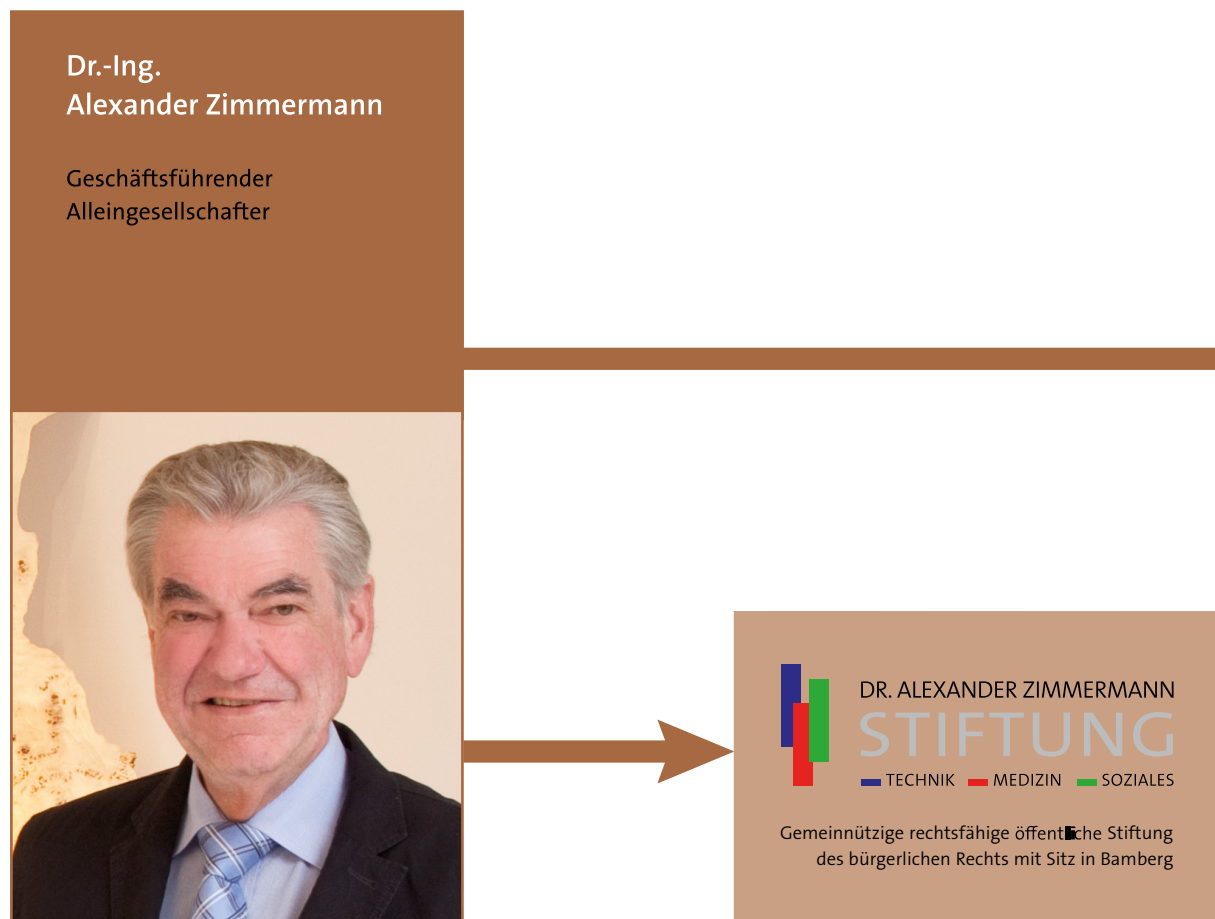 Dr.-Ing.
Alexander Zimmermann
Geschäftsführender
Alleingesellschafter
DR. ALEXANDER ZIMMERMANN
STIFTUNG
TECHNIK MEDIZIN SOZIALES
Gemeinnützige rechtsfähige öffentliche Stiftung
des bürgerlichen Rechts mit Sitz in Bamberg